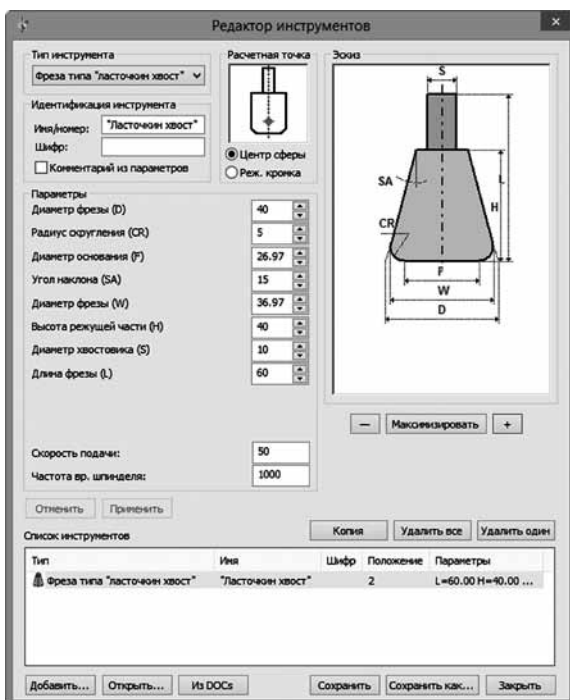 Редактор инструментов
Тип инструмента
Фреза типа "ласточкин хвост"
Идентификация инструмента
Имя/номер: "Ласточкин хвост"
Шифр:
Комментарий из параметров
Расчетная точка
Центр сферы
Реж. кромка
Эскиз
S
SA
L
H
CR
F
W
D
Параметры
Диаметр фрезы (D) 40
Радиус скругления (CR) 5
Диаметр основания (F) 26.97
Угол наклона (SA) 15
Диаметр фрезы (W) 36.97
Высота режущей части (H) 40
Диаметр хвостовика (S) 10
Длина фрезы (L) 60
Скорость подачи: 50
Частота вр. шпинделя: 1000
— Максимизировать +
Отменить Применить
Список инструментов Копия Удалить все Удалить один
Тип Имя Шифр Положение Параметры
Фреза типа "ласточкин хвост" "Ласточкин хвост" 2 L=60.00 H=40.00 ...
Добавить... Открыть... Из DOCs Сохранить Сохранить как... Закрыть